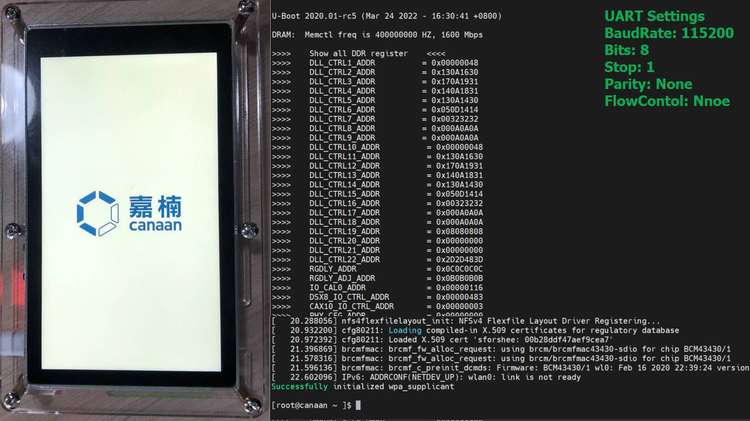 嘉楠
canaan
U-Boot 2020.01-rc5 (Mar 24 2022 - 16:30:41 +0800)
DRAM:  Memctl freq is 400000000 HZ, 1600 Mbps
>>>>    Show all DDR register    <<<<
>>>>    DLL_CTRL1_ADDR    = 0x00000048
>>>>    DLL_CTRL2_ADDR    = 0x130A1630
>>>>    DLL_CTRL3_ADDR    = 0x170A1931
>>>>    DLL_CTRL4_ADDR    = 0x140A1831
>>>>    DLL_CTRL5_ADDR    = 0x130A1430
>>>>    DLL_CTRL6_ADDR    = 0x050D1414
>>>>    DLL_CTRL7_ADDR    = 0x00323232
>>>>    DLL_CTRL8_ADDR    = 0x000A0A0A
>>>>    DLL_CTRL9_ADDR    = 0x000A0A0A
>>>>    DLL_CTRL10_ADDR    = 0x00000048
>>>>    DLL_CTRL11_ADDR    = 0x130A1630
>>>>    DLL_CTRL12_ADDR    = 0x170A1931
>>>>    DLL_CTRL13_ADDR    = 0x140A1831
>>>>    DLL_CTRL14_ADDR    = 0x130A1430
>>>>    DLL_CTRL15_ADDR    = 0x050D1414
>>>>    DLL_CTRL16_ADDR    = 0x00323232
>>>>    DLL_CTRL17_ADDR    = 0x000A0A0A
>>>>    DLL_CTRL18_ADDR    = 0x000A0A0A
>>>>    DLL_CTRL19_ADDR    = 0x08080808
>>>>    DLL_CTRL20_ADDR    = 0x00000000
>>>>    DLL_CTRL21_ADDR    = 0x00000000
>>>>    DLL_CTRL22_ADDR    = 0x2D2D483D
>>>>    RGDLY_ADDR    = 0x0C0C0C0C
>>>>    RGDLY_ADJ_ADDR    = 0x0B0B0B0B
>>>>    IO_CAL0_ADDR    = 0x00000116
>>>>    DSX8_IO_CTRL_ADDR    = 0x00000483
>>>>    CAX10_IO_CTRL_ADDR    = 0x00000003
[   20.288056] nfs4flexfilelayout_init: NFSv4 Flexfile Layout Driver Registering...
[   20.932200] cfg80211: Loading compiled-in X.509 certificates for regulatory database
[   20.972392] cfg80211: Loaded X.509 cert 'sforshee: 00b28ddf47aef9cea7'
[   21.396869] brcmfmac: brcmf_fw_alloc_request: using brcm/brcmfmac43430-sdio for chip BCM43430/1
[   21.578316] brcmfmac: brcmf_fw_alloc_request: using brcm/brcmfmac43430-sdio for chip BCM43430/1
[   21.596136] brcmfmac: brcmf_c_preinit_dcmds: Firmware: BCM43430/1 wl0: Feb 16 2020 22:39:24 version
[   22.602096] IPv6: ADDRCONF(NETDEV_UP): wlan0: link is not ready
Successfully initialized wpa_supplicant
[root@canaan ~ ]$
UART Settings
BaudRate: 115200
Bits: 8
Stop: 1
Parity: None
FlowContol: Nnoe